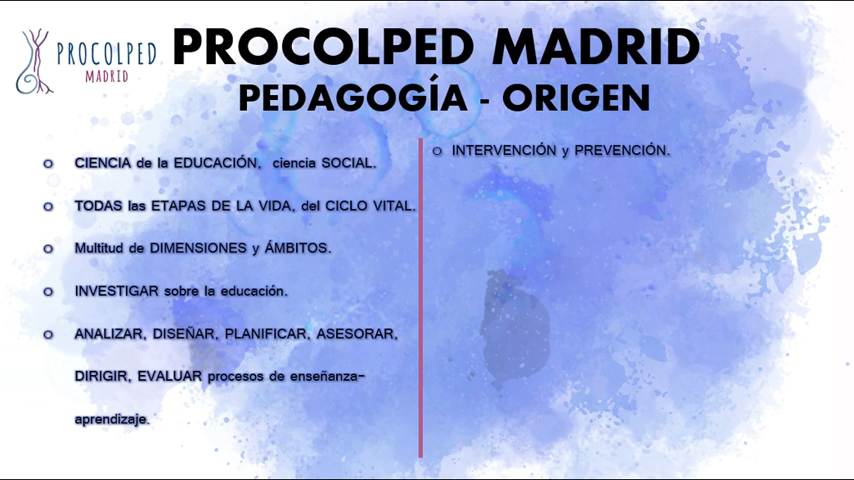 PROCOLPED
MADRID
PROCOLPED MADRID
PEDAGOGÍA - ORIGEN
o CIENCIA de la EDUCACIÓN, ciencia SOCIAL.
o TODAS las ETAPAS DE LA VIDA, del CICLO VITAL.
o Multitud de DIMENSIONES y ÁMBITOS.
o INVESTIGAR sobre la educación.
o ANALIZAR, DISEÑAR, PLANIFICAR, ASESORAR,
DIRIGIR, EVALUAR procesos de enseñanza-
aprendizaje.
o INTERVENCIÓN y PREVENCIÓN.